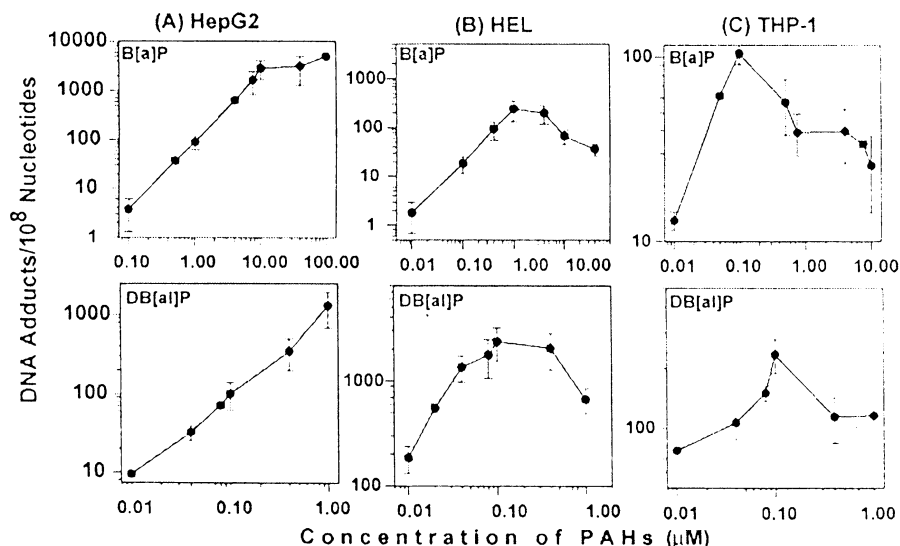 (A) HepG2 (B) HEL (C) THP-1
DNA Adducts/10⁸ Nucleotides
B[a]P
10000
1000
100
10
1
0.10 1.00 10.00 100.00
B[a]P
1000
100
10
1
0.01 0.10 1.00 10.00
B[a]P
100
10
0.01 0.10 1.00 10.00
DB[al]P
1000
100
10
0.01 0.10 1.00
DB[al]P
1000
100
0.01 0.10 1.00
DB[al]P
100
0.01 0.10 1.00
Concentration of PAHs (μM)